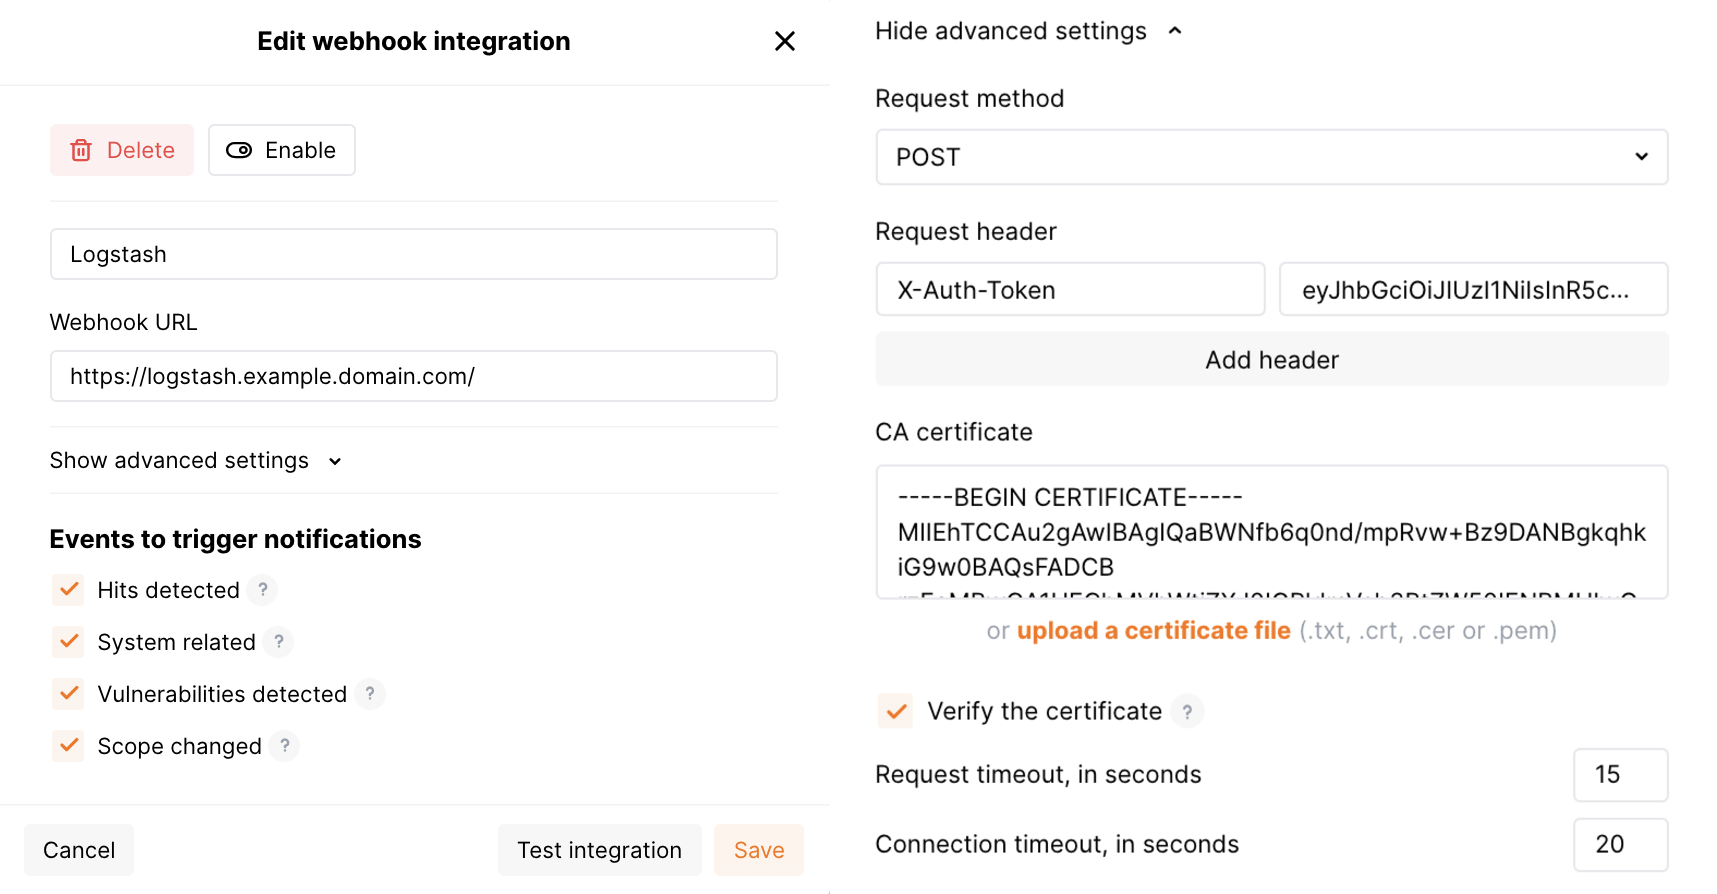 Edit webhook integration
Delete
Enable
Logstash
Webhook URL
https://logstash.example.domain.com/
Show advanced settings
Events to trigger notifications
Hits detected ?
System related ?
Vulnerabilities detected ?
Scope changed ?
Cancel
Test integration
Save
Hide advanced settings
Request method
POST
Request header
X-Auth-Token
eyJhbGciOiJIUzI1NiIsInR5c...
Add header
CA certificate
-----BEGIN CERTIFICATE-----
MIIEhTCCAu2gAwIBAgIQaBWNfb6q0nd/mpRvw+Bz9DANBgkqhk
iG9w0BAQsFADCB
or upload a certificate file (.txt, .crt, .cer or .pem)
Verify the certificate ?
Request timeout, in seconds
15
Connection timeout, in seconds
20